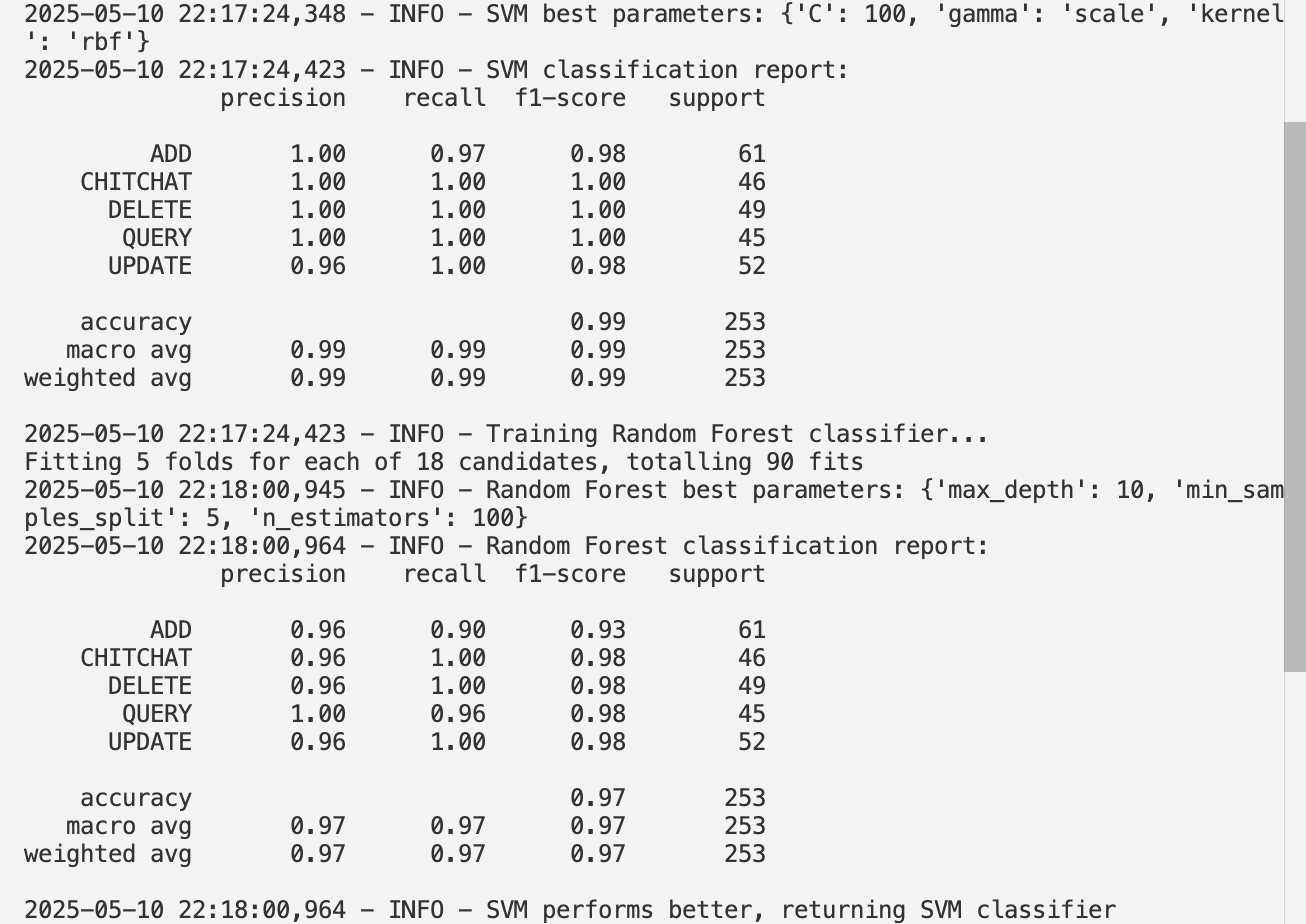 2025-05-10 22:17:24,348 - INFO - SVM best parameters: {'C': 100, 'gamma': 'scale', 'kernel
': 'rbf'}
2025-05-10 22:17:24,423 - INFO - SVM classification report:
              precision    recall  f1-score   support

         ADD       1.00      0.97      0.98        61
    CHITCHAT       1.00      1.00      1.00        46
      DELETE       1.00      1.00      1.00        49
       QUERY       1.00      1.00      1.00        45
      UPDATE       0.96      1.00      0.98        52

    accuracy                           0.99       253
   macro avg       0.99      0.99      0.99       253
weighted avg       0.99      0.99      0.99       253

2025-05-10 22:17:24,423 - INFO - Training Random Forest classifier...
Fitting 5 folds for each of 18 candidates, totalling 90 fits
2025-05-10 22:18:00,945 - INFO - Random Forest best parameters: {'max_depth': 10, 'min_sam
ples_split': 5, 'n_estimators': 100}
2025-05-10 22:18:00,964 - INFO - Random Forest classification report:
              precision    recall  f1-score   support

         ADD       0.96      0.90      0.93        61
    CHITCHAT       0.96      1.00      0.98        46
      DELETE       0.96      1.00      0.98        49
       QUERY       1.00      0.96      0.98        45
      UPDATE       0.96      1.00      0.98        52

    accuracy                           0.97       253
   macro avg       0.97      0.97      0.97       253
weighted avg       0.97      0.97      0.97       253

2025-05-10 22:18:00,964 - INFO - SVM performs better, returning SVM classifier